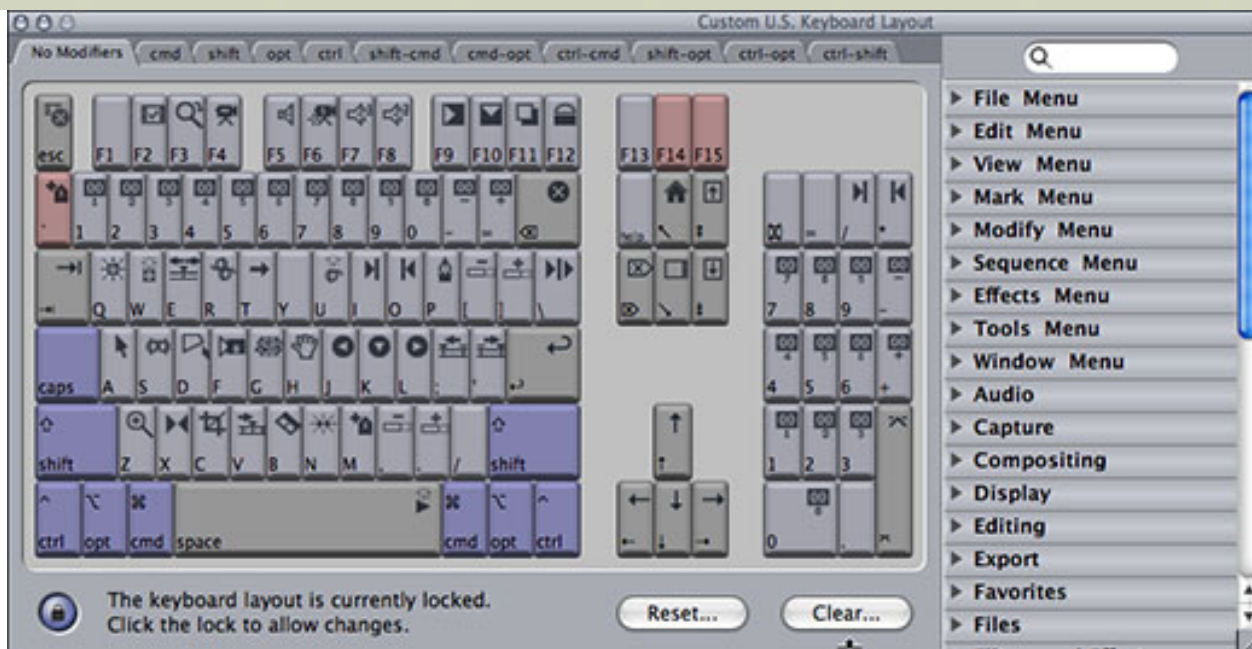 Custom U.S. Keyboard Layout
No Modifiers cmd shift opt ctrl shift-cmd cmd-opt ctrl-cmd shift-opt ctrl-opt ctrl-shift
esc F1 F2 F3 F4 F5 F6 F7 F8 F9 F10 F11 F12 F13 F14 F15
` 1 2 3 4 5 6 7 8 9 0 - = help = / *
Q W E R T Y U I O P [ ] \ 7 8 9 -
caps A S D F G H J K L ; ' 4 5 6 +
shift Z X C V B N M , . / shift 1 2 3
ctrl opt cmd space cmd opt ctrl 0 .
The keyboard layout is currently locked.
Click the lock to allow changes.
Reset...
Clear...
File Menu
Edit Menu
View Menu
Mark Menu
Modify Menu
Sequence Menu
Effects Menu
Tools Menu
Window Menu
Audio
Capture
Compositing
Display
Editing
Export
Favorites
Files